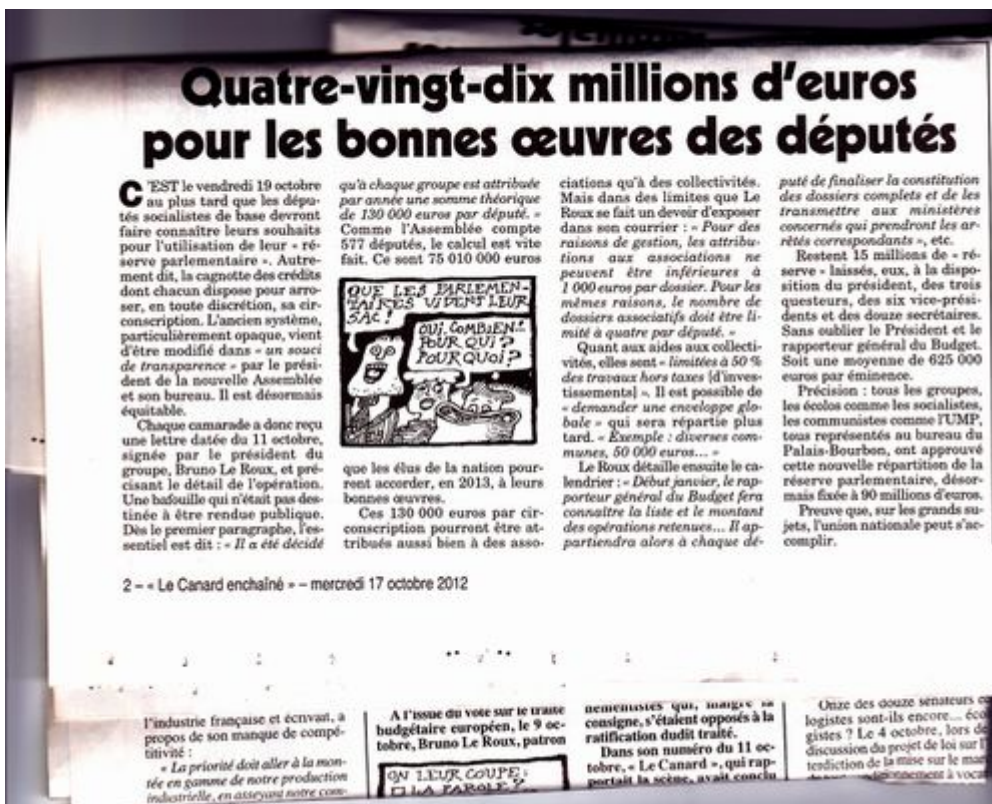 Quatre-vingt-dix millions d'euros
pour les bonnes œuvres des députés
C'EST le vendredi 19 octobre
au plus tard que les dépu-
tés socialistes de base devront
faire connaître leurs souhaits
pour l'utilisation de leur « ré-
serve parlementaire ». Autre-
ment dit, la cagnotte des crédits
dont chacun dispose pour arro-
ser, en toute discrétion, sa cir-
conscription. L'ancien système,
particulièrement opaque, vient
d'être modifié dans « un souci
de transparence » par le prési-
dent de la nouvelle Assemblée
et son bureau. Il est désormais
équitable.
Chaque camarade a donc reçu
une lettre datée du 11 octobre,
signée par le président du
groupe, Bruno Le Roux, et pré-
cisant le détail de l'opération.
Une bafouille qui n'était pas des-
tinée à être rendue publique.
Dès le premier paragraphe, l'es-
sentiel est dit : « Il a été décidé
qu'à chaque groupe est attribuée
par année une somme théorique
de 130 000 euros par député. »
Comme l'Assemblée compte
577 députés, le calcul est vite
fait. Ce sont 75 010 000 euros
QUE LES PARLEMEN-
TAIRES VIDENT LEUR
SAC !
OUI, COMBIEN ?
POUR QUI ?
POURQUOI ?
que les élus de la nation pour-
ront accorder, en 2013, à leurs
bonnes œuvres.
Ces 130 000 euros par cir-
conscription pourront être at-
tribués aussi bien à des asso-
ciations qu'à des collectivités.
Mais dans des limites que Le
Roux se fait un devoir d'exposer
dans son courrier : « Pour des
raisons de gestion, les attribu-
tions aux associations ne
peuvent être inférieures à
1 000 euros par dossier. Pour les
mêmes raisons, le nombre de
dossiers associatifs doit être li-
mité à quatre par député. »
Quant aux aides aux collecti-
vités, elles sont « limitées à 50 %
des travaux hors taxes [d'inves-
tissements] ». Il est possible de
« demander une enveloppe glo-
bale » qui sera répartie plus
tard. « Exemple : diverses com-
munes, 50 000 euros... »
Le Roux détaille ensuite le ca-
lendrier : « Début janvier, le rap-
porteur général du Budget fera
connaître la liste et le montant
des opérations retenues... Il ap-
partiendra alors à chaque dé-
puté de finaliser la constitution
des dossiers complets et de les
transmettre aux ministères
concernés qui prendront les ar-
rêtés correspondants », etc.
Restent 15 millions de « ré-
serve » laissés, eux, à la dispo-
sition du président, des trois
questeurs, des six vice-prési-
dents et des douze secrétaires.
Sans oublier le Président et le
rapporteur général du Budget.
Soit une moyenne de 625 000
euros par éminence.
Précision : tous les groupes,
les écolos comme les socialistes,
les communistes comme l'UMP,
tous représentés au bureau du
Palais-Bourbon, ont approuvé
cette nouvelle répartition de la
réserve parlementaire, désor-
mais fixée à 90 millions d'euros.
Preuve que, sur les grands su-
jets, l'union nationale peut s'ac-
complir.
2 – « Le Canard enchaîné » – mercredi 17 octobre 2012
l'industrie française et écrivait, à
propos de son manque de compé-
titivité :
« La priorité doit aller à la mon-
tée en gamme de notre production
industrielle, en asseyant notre com-
A l'issue du vote sur le traité
budgétaire européen, le 9 oc-
tobre, Bruno Le Roux, patron
ON LEUR COUPE
LA PAROLE ?
malgré la
consigne, s'étaient opposés à la
ratification dudit traité.
Dans son numéro du 11 oc-
tobre, « Le Canard », qui rap-
portait la scène, avait conclu
Onze des douze sénateurs
logistes sont-ils encore... éco
gistes ? Le 4 octobre, lors de
discussion du projet de loi sur l'
terdiction de la mise sur le mar